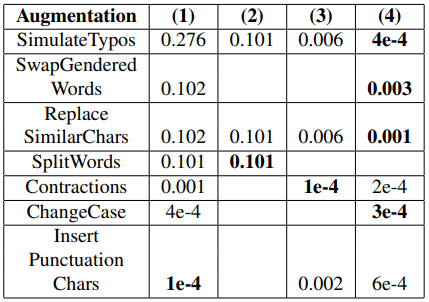 Augmentation (1) (2) (3) (4)
SimulateTypos 0.276 0.101 0.006 4e-4
SwapGendered
Words 0.102 0.003
Replace
SimilarChars 0.102 0.101 0.006 0.001
SplitWords 0.101 0.101
Contractions 0.001 1e-4 2e-4
ChangeCase 4e-4 3e-4
Insert
Punctuation
Chars 1e-4 0.002 6e-4